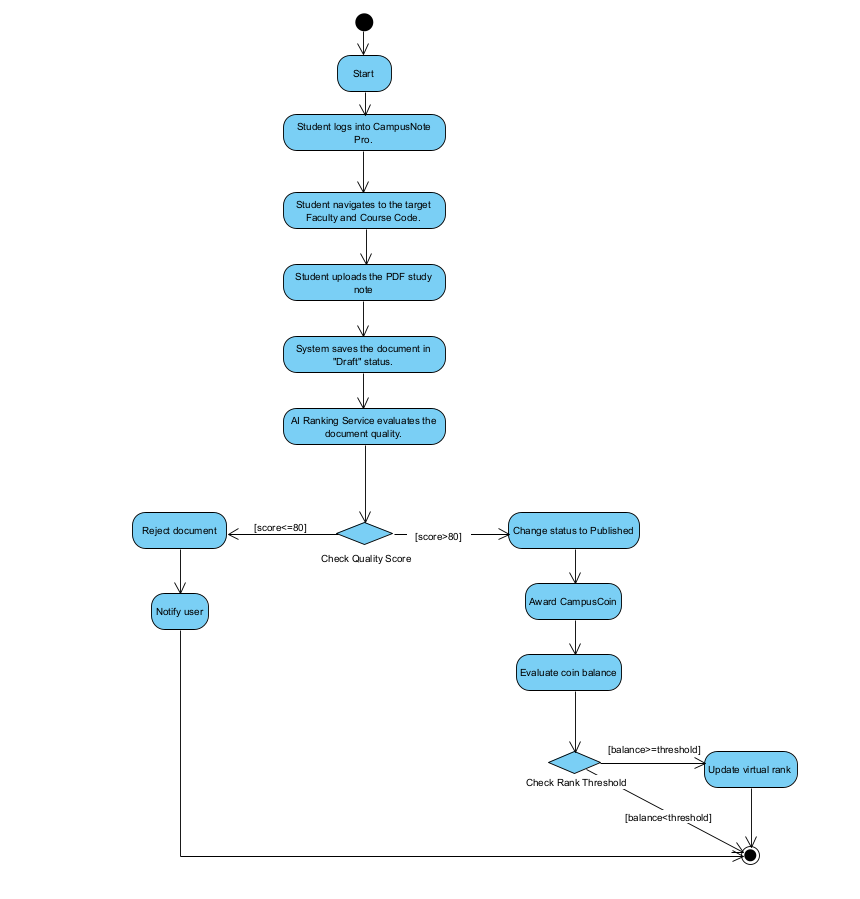 Start
Student logs into CampusNote
Pro.
Student navigates to the target
Faculty and Course Code.
Student uploads the PDF study
note
System saves the document in
"Draft" status.
AI Ranking Service evaluates the
document quality.
Reject document
[score<=80]
[score>80]
Change status to Published
Check Quality Score
Notify user
Award CampusCoin
Evaluate coin balance
[balance>=threshold]
Update virtual rank
Check Rank Threshold
[balance<threshold]